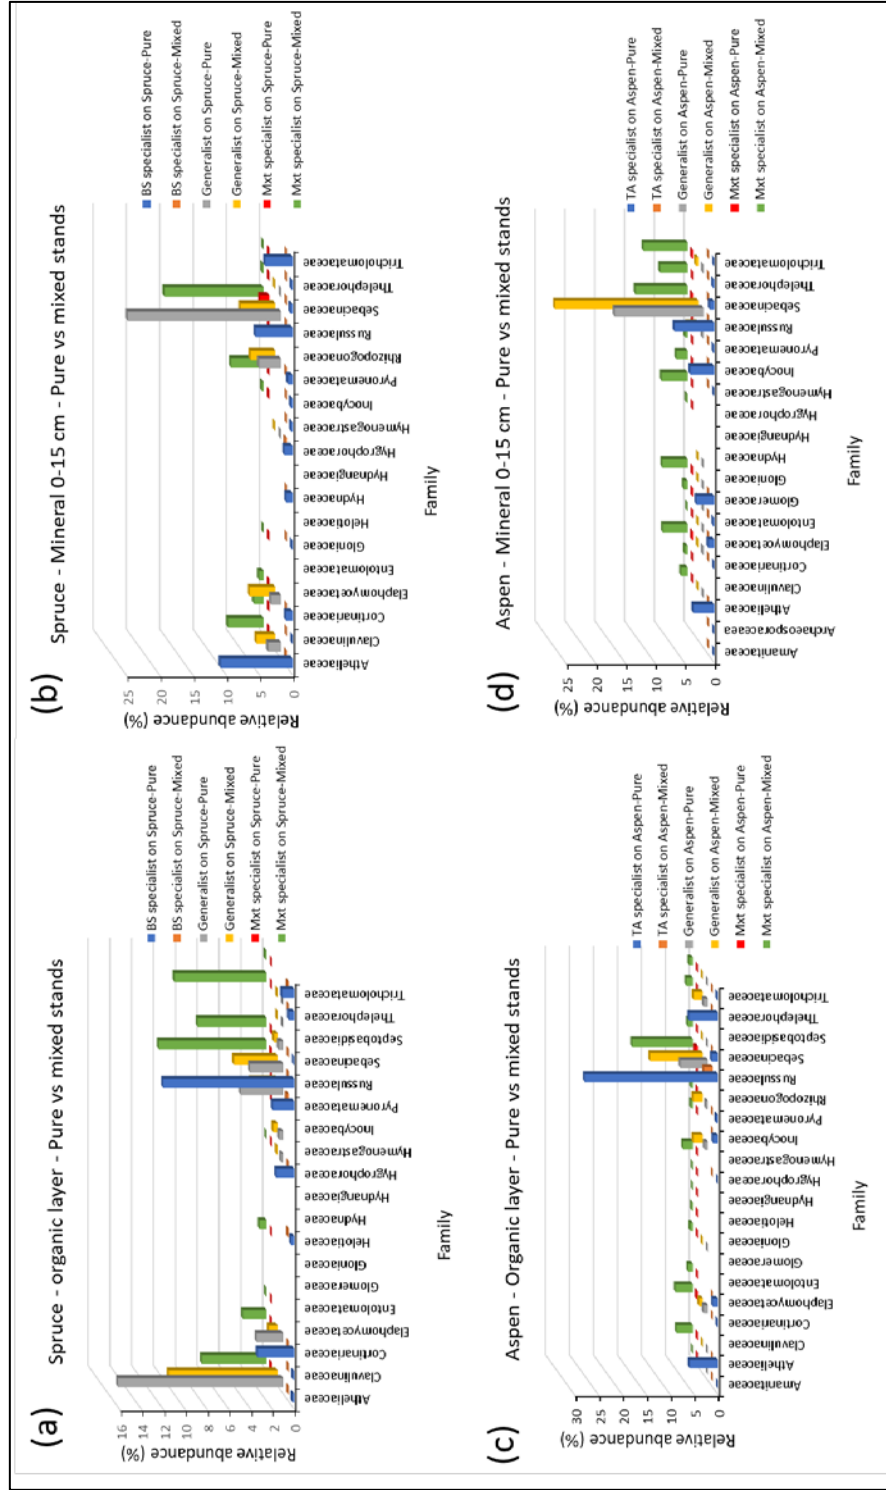 (a)
Spruce - organic layer - Pure vs mixed stands
Relative abundance
(%)
16
14
12
10
8
6
4
2
0
Atheliaceae
Clavulinaceae
Cortinariaceae
Elaphomycetaceae
Entolomataceae
Glomeraceae
Gloniaceae
Helotiaceae
Hydnaceae
Hydnangiaceae
Hygrophoraceae
Hymenogastraceae
Inocybaceae
Pyronemataceae
Russulaceae
Sebacinaceae
Septobasidiaceae
Thelephoraceae
Tricholomataceae
Family
BS specialist on Spruce-Pure
BS specialist on Spruce-Mixed
Generalist on Spruce-Pure
Generalist on Spruce-Mixed
Mxt specialist on Spruce-Pure
Mxt specialist on Spruce-Mixed
(b)
Spruce - Mineral 0-15 cm - Pure vs mixed stands
Relative abundance
(%)
25
20
15
10
5
0
Atheliaceae
Clavulinaceae
Cortinariaceae
Elaphomycetaceae
Entolomataceae
Gloniaceae
Helotiaceae
Hydnaceae
Hydnangiaceae
Hygrophoraceae
Hymenogastraceae
Inocybaceae
Pyronemataceae
Rhizopogonaceae
Russulaceae
Sebacinaceae
Thelephoraceae
Tricholomataceae
Family
BS specialist on Spruce-Pure
BS specialist on Spruce-Mixed
Generalist on Spruce-Pure
Generalist on Spruce-Mixed
Mxt specialist on Spruce-Pure
Mxt specialist on Spruce-Mixed
(c)
Aspen - Organic layer - Pure vs mixed stands
Relative abundance
(%)
30
25
20
15
10
5
0
Amanitaceae
Atheliaceae
Clavulinaceae
Cortinariaceae
Elaphomycetaceae
Entolomataceae
Glomeraceae
Gloniaceae
Helotiaceae
Hydnangiaceae
Hygrophoraceae
Hymenogastraceae
Inocybaceae
Pyronemataceae
Rhizopogonaceae
Russulaceae
Sebacinaceae
Septobasidiaceae
Thelephoraceae
Tricholomataceae
Family
TA specialist on Aspen-Pure
TA specialist on Aspen-Mixed
Generalist on Aspen-Pure
Generalist on Aspen-Mixed
Mxt specialist on Aspen-Pure
Mxt specialist on Aspen-Mixed
(d)
Aspen - Mineral 0-15 cm - Pure vs mixed stands
Relative abundance
(%)
25
20
15
10
5
0
Amanitaceae
Archaeosporaceaea
Atheliaceae
Clavulinaceae
Cortinariaceae
Elaphomycetaceae
Entolomataceae
Glomeraceae
Gloniaceae
Hydnaceae
Hydnangiaceae
Hygrophoraceae
Hymenogastraceae
Inocybaceae
Pyronemataceae
Russulaceae
Sebacinaceae
Thelephoraceae
Tricholomataceae
Family
TA specialist on Aspen-Pure
TA specialist on Aspen-Mixed
Generalist on Aspen-Pure
Generalist on Aspen-Mixed
Mxt specialist on Aspen-Pure
Mxt specialist on Aspen-Mixed